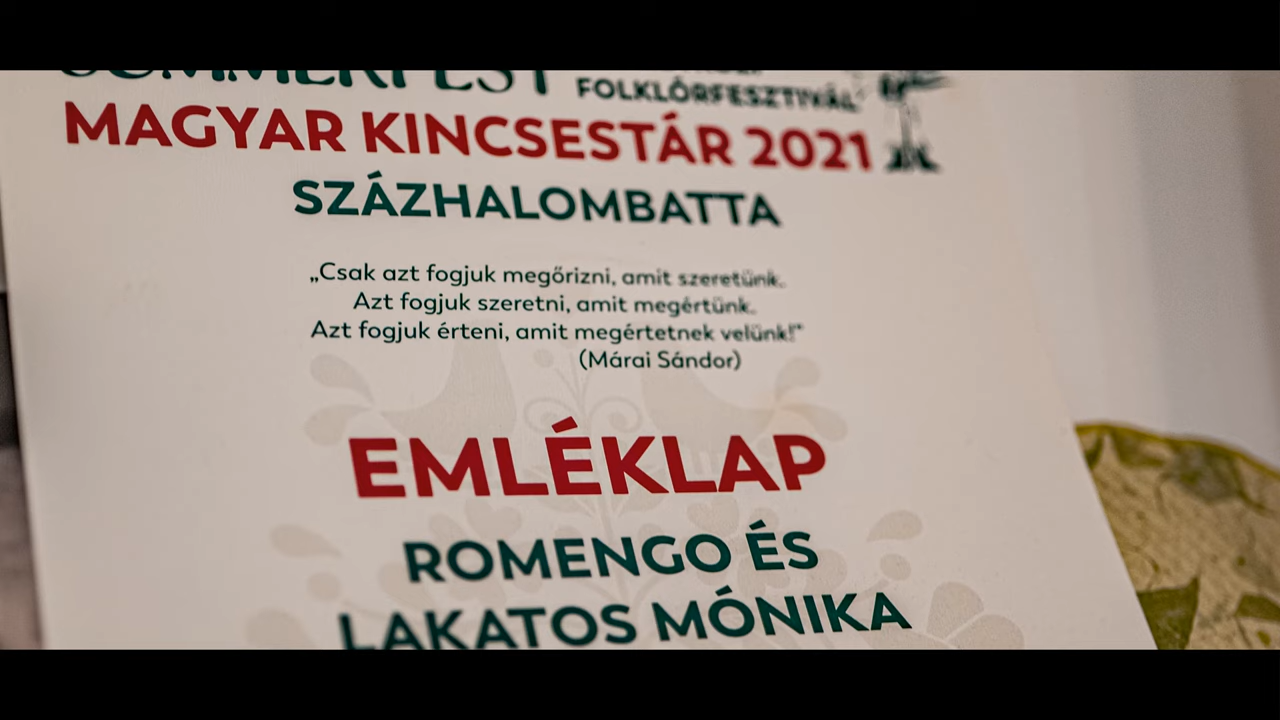 SUMMERFEST
FOLKLÓRFESZTIVÁL
MAGYAR KINCSESTÁR 2021
SZÁZHALOMBATTA
„Csak azt fogjuk megőrizni, amit szeretünk.
Azt fogjuk szeretni, amit megértünk.
Azt fogjuk érteni, amit megértetnek velünk!"
(Márai Sándor)
EMLÉKLAP
ROMENGO ÉS
LAKATOS MÓNIKA